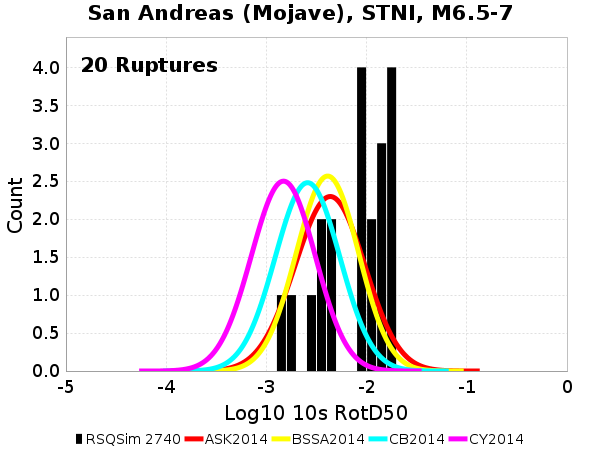 San Andreas (Mojave), STNI, M6.5-7
20 Ruptures
Count
4.0
3.5
3.0
2.5
2.0
1.5
1.0
0.5
0.0
-5 -4 -3 -2 -1 0
Log10 10s RotD50
RSQSim 2740 ASK2014 BSSA2014 CB2014 CY2014